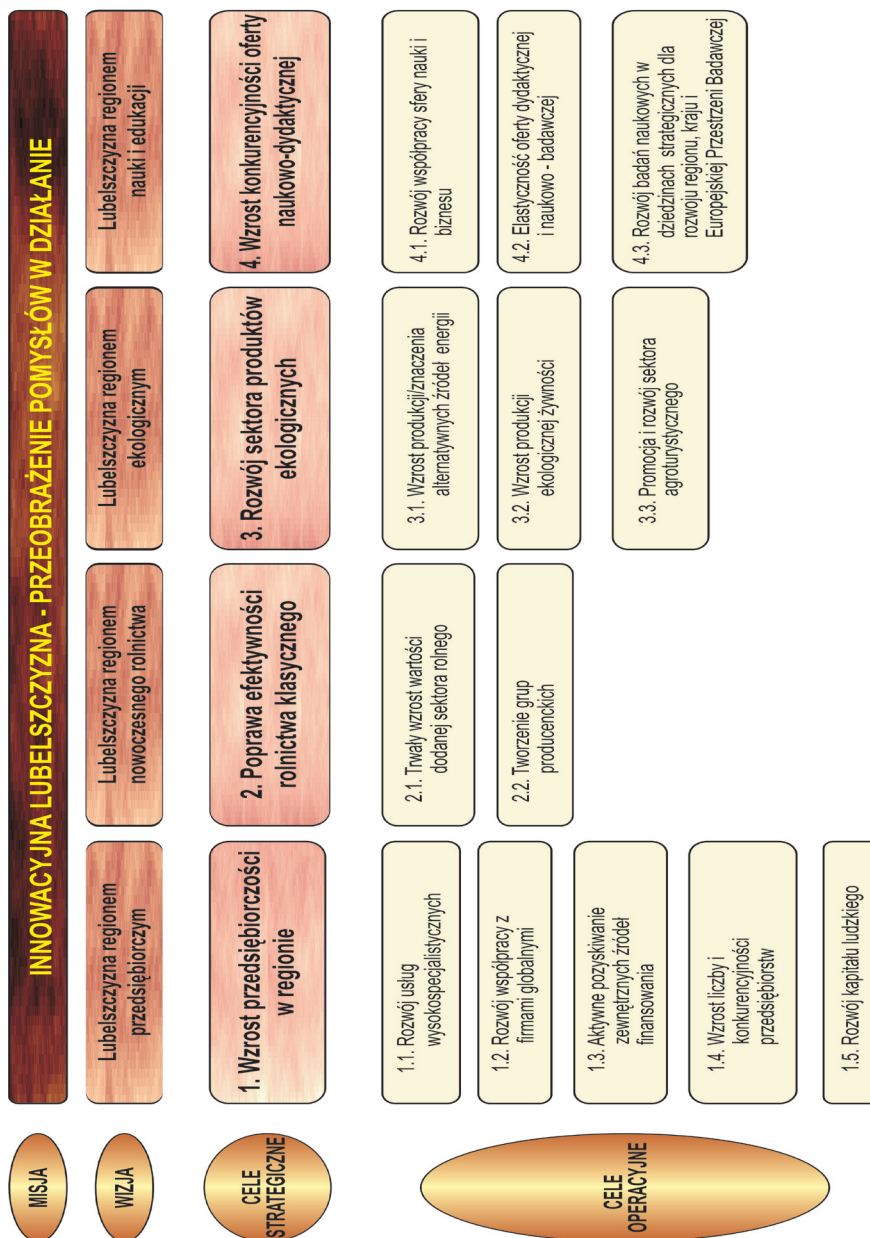 MISJA
INNOWACYJNA LUBELSZCZYZNA - PRZEOBRAŻENIE POMYSŁÓW W DZIAŁANIE
WIZJA
Lubelszczyzna regionem
przedsiębiorczym
Lubelszczyzna regionem
nowoczesnego rolnictwa
Lubelszczyzna regionem
ekologicznym
Lubelszczyzna regionem
nauki i edukacji
CELE
STRATEGICZNE
1. Wzrost przedsiębiorczości
w regionie
2. Poprawa efektywności
rolnictwa klasycznego
3. Rozwój sektora produktów
ekologicznych
4. Wzrost konkurencyjności oferty
naukowo-dydaktycznej
CELE
OPERACYJNE
1.1. Rozwój usług
wysokospecjalistycznych
1.2. Rozwój współpracy z
firmami globalnymi
1.3. Aktywne pozyskiwanie
zewnętrznych źródeł
finansowania
1.4. Wzrost liczby i
konkurencyjności
przedsiębiorstw
1.5. Rozwój kapitału ludzkiego
2.1. Trwały wzrost wartości
dodanej sektora rolnego
2.2. Tworzenie grup
producenckich
3.1. Wzrost produkcji/znaczenia
alternatywnych źródeł energii
3.2. Wzrost produkcji
ekologicznej żywności
3.3. Promocja i rozwój sektora
agroturystycznego
4.1. Rozwój współpracy sfery nauki i
biznesu
4.2. Elastyczność oferty dydaktycznej
i naukowo - badawczej
4.3. Rozwój badań naukowych w
dziedzinach strategicznych dla
rozwoju regionu, kraju i
Europejskiej Przestrzeni Badawczej